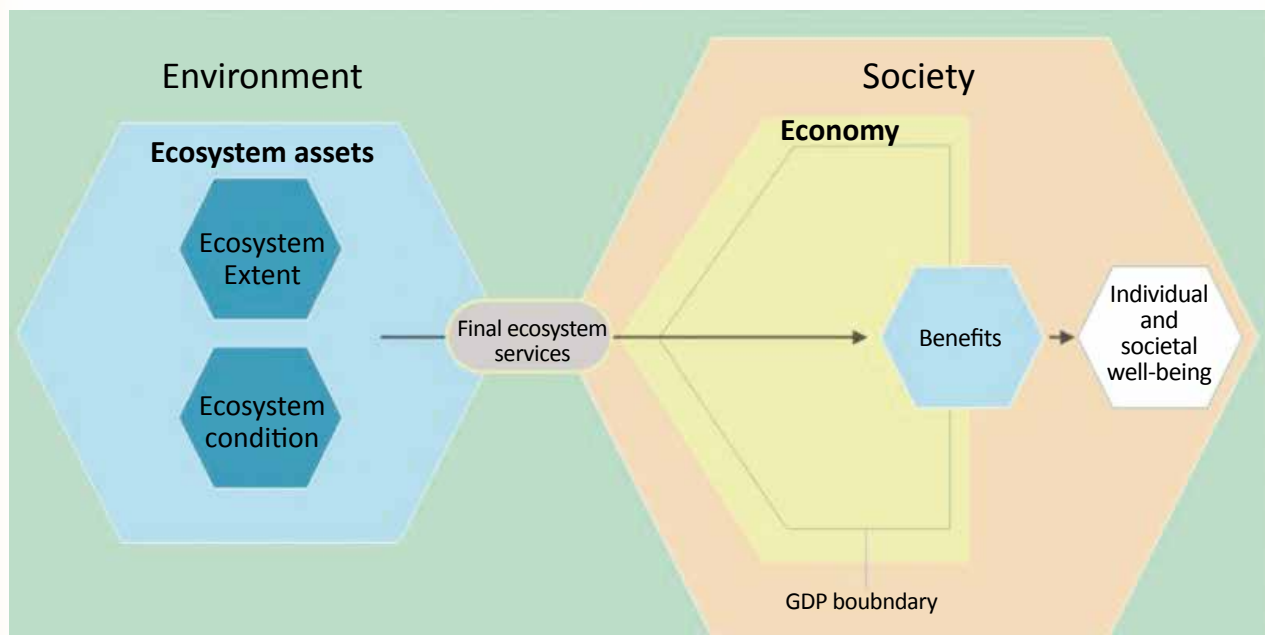 Environment
Society
Ecosystem assets
Economy
Ecosystem
Extent
Final ecosystem
services
Benefits
Individual
and
societal
well-being
Ecosystem
condition
GDP boubndary